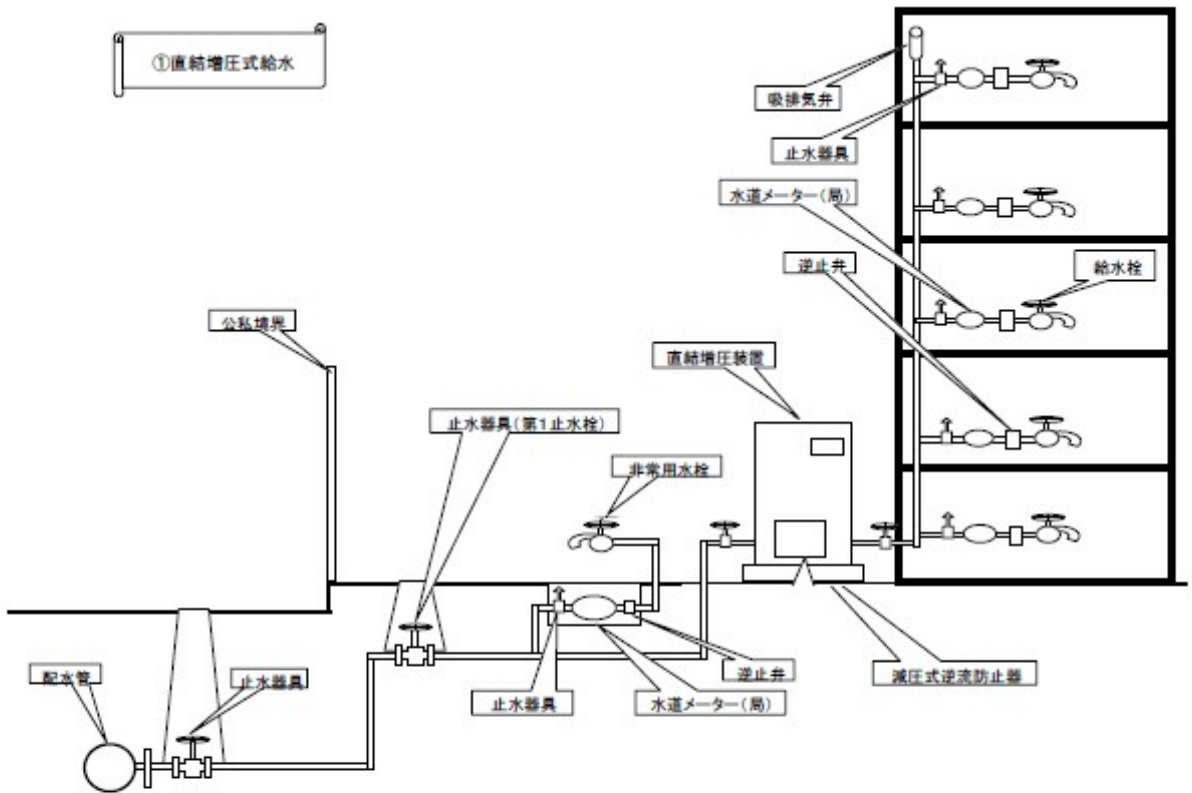 ①直結増圧式給水
吸排気弁
止水器具
水道メーター(局)
逆止弁
給水栓
公私境界
直結増圧装置
止水器具(第1止水栓)
非常用水栓
配水管
止水器具
止水器具
水道メーター(局)
逆止弁
減圧式逆流防止器